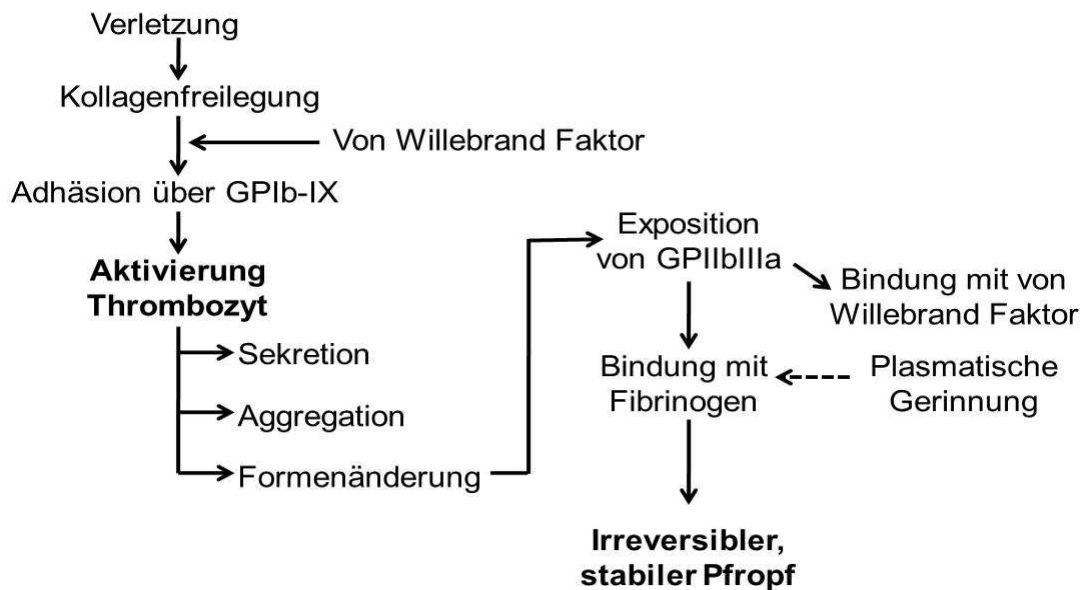 Verletzung
Kollagenfreilegung
Von Willebrand Faktor
Adhäsion über GPIb-IX
Aktivierung
Thrombozyt
Sekretion
Aggregation
Formenänderung
Exposition
von GPIIbIIIa
Bindung mit von
Willebrand Faktor
Bindung mit
Fibrinogen
Plasmatische
Gerinnung
Irreversibler,
stabiler Pfropf